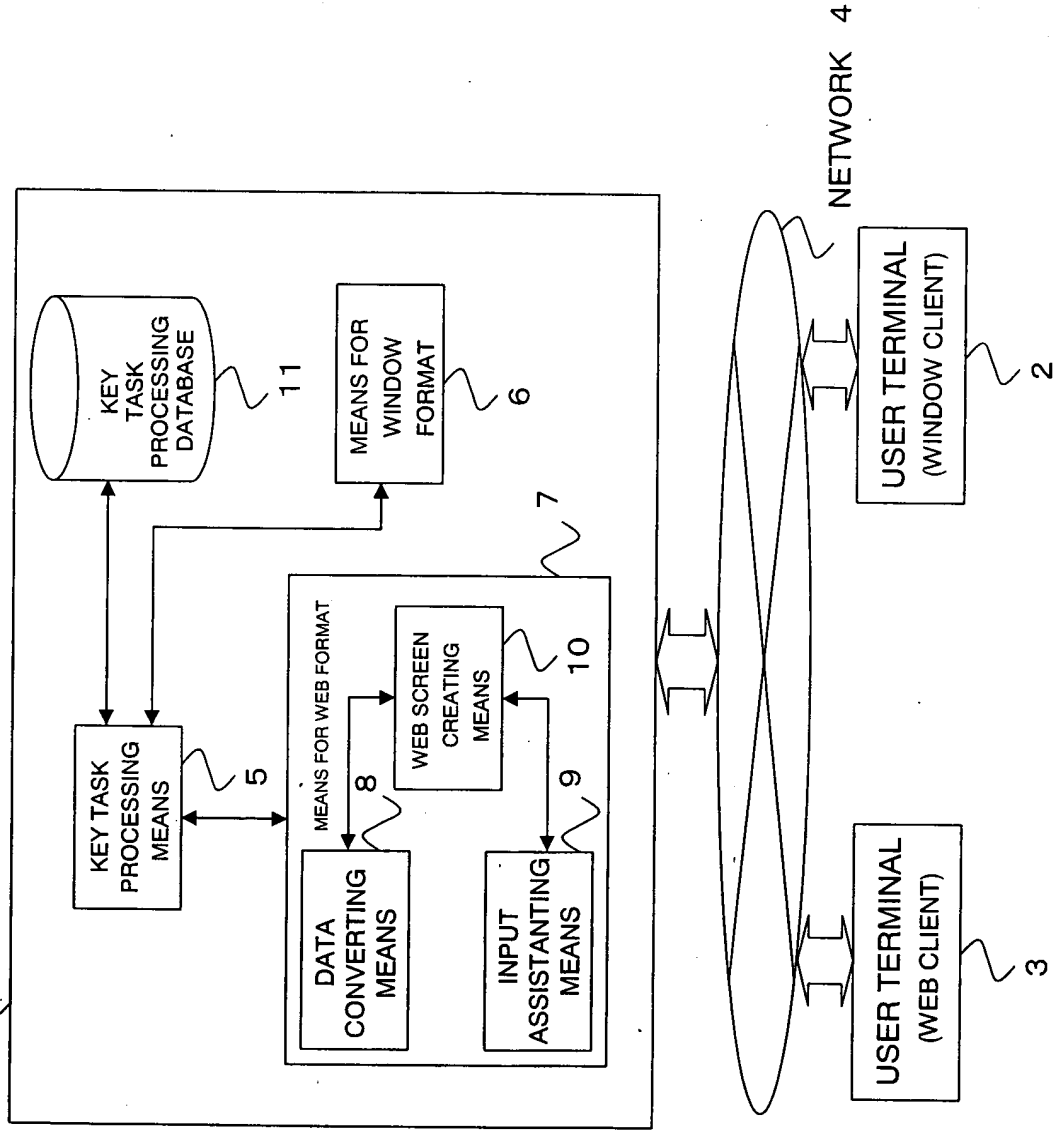 KEY
TASK
PROCESSING
DATABASE
11
KEY TASK
PROCESSING
MEANS
5
MEANS FOR
WINDOW
FORMAT
6
7
MEANS FOR WEB FORMAT
WEB SCREEN
CREATING
MEANS
10
DATA
CONVERTING
MEANS
8
INPUT
ASSISTANTING
MEANS
9
NETWORK 4
USER TERMINAL
(WEB CLIENT)
3
USER TERMINAL
(WINDOW CLIENT)
2